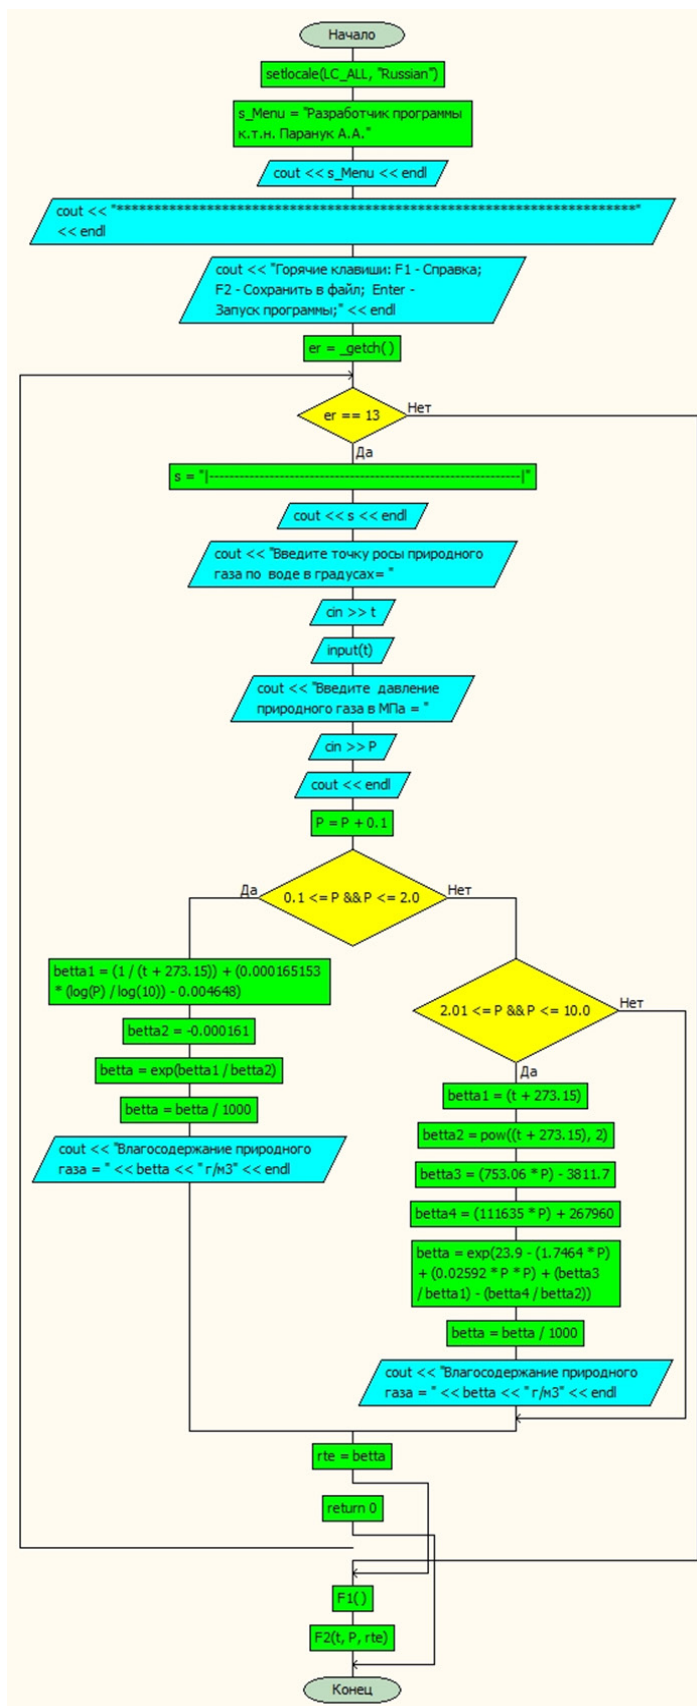 Начало
setlocale(LC_ALL, "Russian")
s_Menu = "Разработчик программы
к.т.н. Паранук А.А."
cout << s_Menu << endl
cout << "**********************************************************************"
<< endl
cout << "Горячие клавиши: F1 - Справка;
F2 - Сохранить в файл; Enter -
Запуск программы;" << endl
er = _getch()
er == 13
Нет
Да
s = "|--------------------------------------------------------------|"
cout << s << endl
cout << "Введите точку росы природного
газа по воде в градусах= "
cin >> t
input(t)
cout << "Введите давление
природного газа в МПа = "
cin >> P
cout << endl
P = P + 0.1
Да
0.1 <= P && P <= 2.0
Нет
betta1 = (1 / (t + 273.15)) + (0.000165153
* (log(P) / log(10)) - 0.004648)
betta2 = -0.000161
betta = exp(betta1 / betta2)
betta = betta / 1000
cout << "Влагосодержание природного
газа = " << betta << " г/м3" << endl
2.01 <= P && P <= 10.0
Нет
Да
betta1 = (t + 273.15)
betta2 = pow((t + 273.15), 2)
betta3 = (753.06 * P) - 3811.7
betta4 = (111635 * P) + 267960
betta = exp(23.9 - (1.7464 * P)
+ (0.02592 * P * P) + (betta3
/ betta1) - (betta4 / betta2))
betta = betta / 1000
cout << "Влагосодержание природного
газа = " << betta << " г/м3" << endl
rte = betta
return 0
F1()
F2(t, P, rte)
Конец